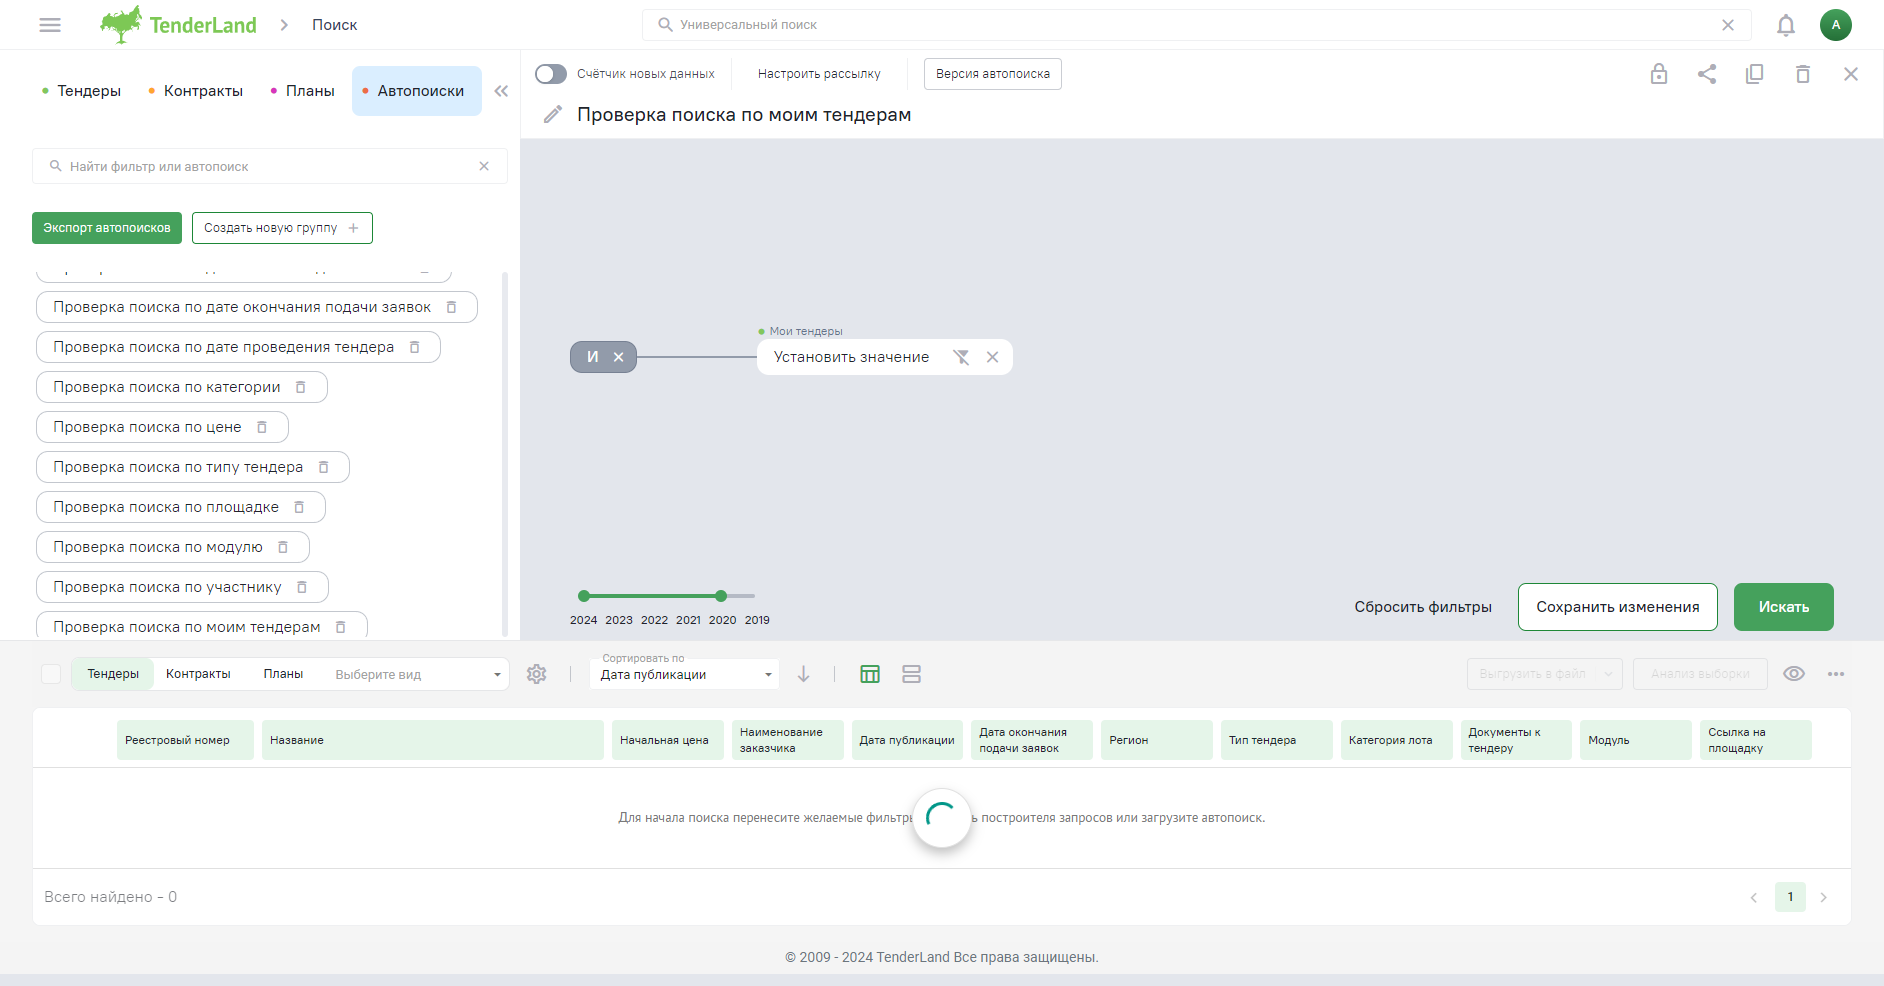 TenderLand
Поиск
Универсальный поиск
А
Тендеры
Контракты
Планы
Автопоиски
Счётчик новых данных
Настроить рассылку
Версия автопоиска
Проверка поиска по моим тендерам
Найти фильтр или автопоиск
Экспорт автопоисков
Создать новую группу
Проверка поиска по дате окончания подачи заявок
Проверка поиска по дате проведения тендера
Проверка поиска по категории
Проверка поиска по цене
Проверка поиска по типу тендера
Проверка поиска по площадке
Проверка поиска по модулю
Проверка поиска по участнику
Проверка поиска по моим тендерам
Мои тендеры
И
Установить значение
2024 2023 2022 2021 2020 2019
Сбросить фильтры
Сохранить изменения
Искать
Тендеры
Контракты
Планы
Выберите вид
Сортировать по
Дата публикации
Выгрузить в файл
Анализ выборки
Реестровый номер
Название
Начальная цена
Наименование
заказчика
Дата публикации
Дата окончания
подачи заявок
Регион
Тип тендера
Категория лота
Документы к
тендеру
Модуль
Ссылка на
площадку
Для начала поиска перенесите желаемые построителя запросов или загрузите автопоиск.
Всего найдено - 0
1
© 2009 - 2024 TenderLand Все права защищены.